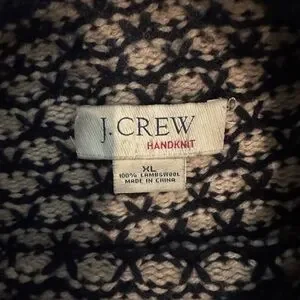 J.CREW
HANDKNIT
XL
100% LAMBSWOOL
MADE IN CHINA